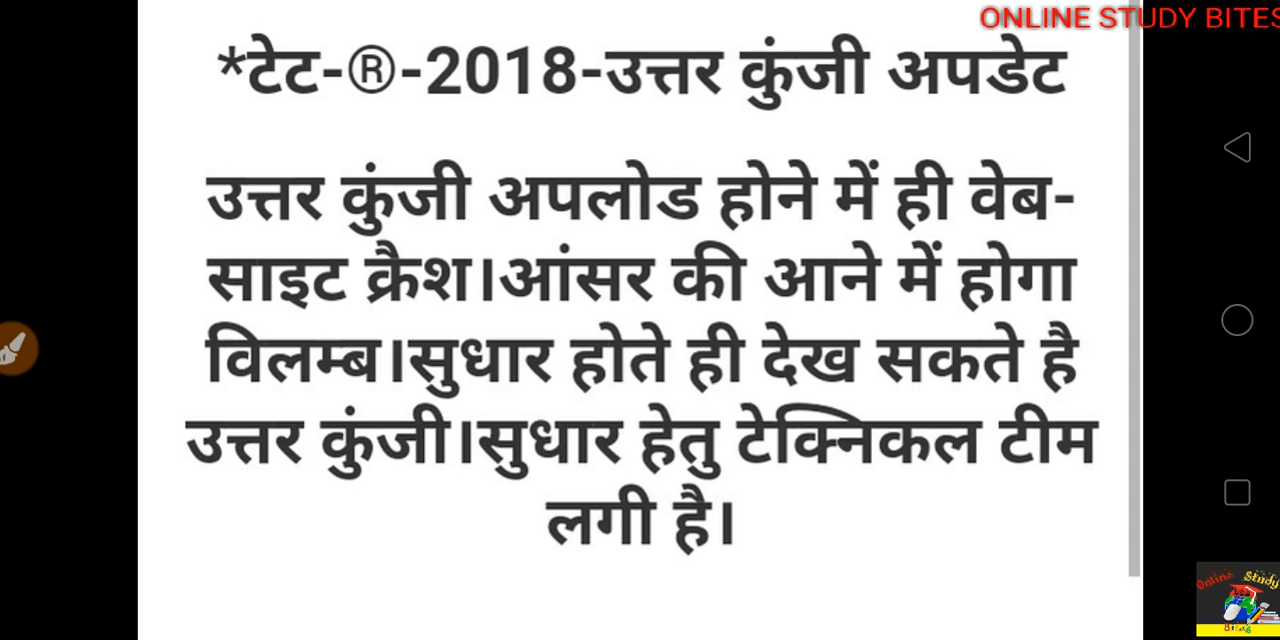 ONLINE STUDY BITES
*टेट-®-2018-उत्तर कुंजी अपडेट
उत्तर कुंजी अपलोड होने में ही वेब-
साइट क्रैश।आंसर की आने में होगा
विलम्ब।सुधार होते ही देख सकते है
उत्तर कुंजी।सुधार हेतु टेक्निकल टीम
लगी है।
Online Study
Bites